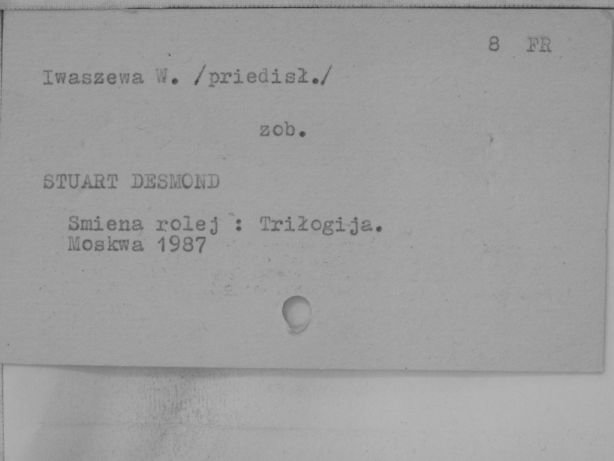 8 FR
Iwaszewa W. /priedisł./
zob.
STUART DESMOND
Smiena rolej : Triłogija.
Moskwa 1987